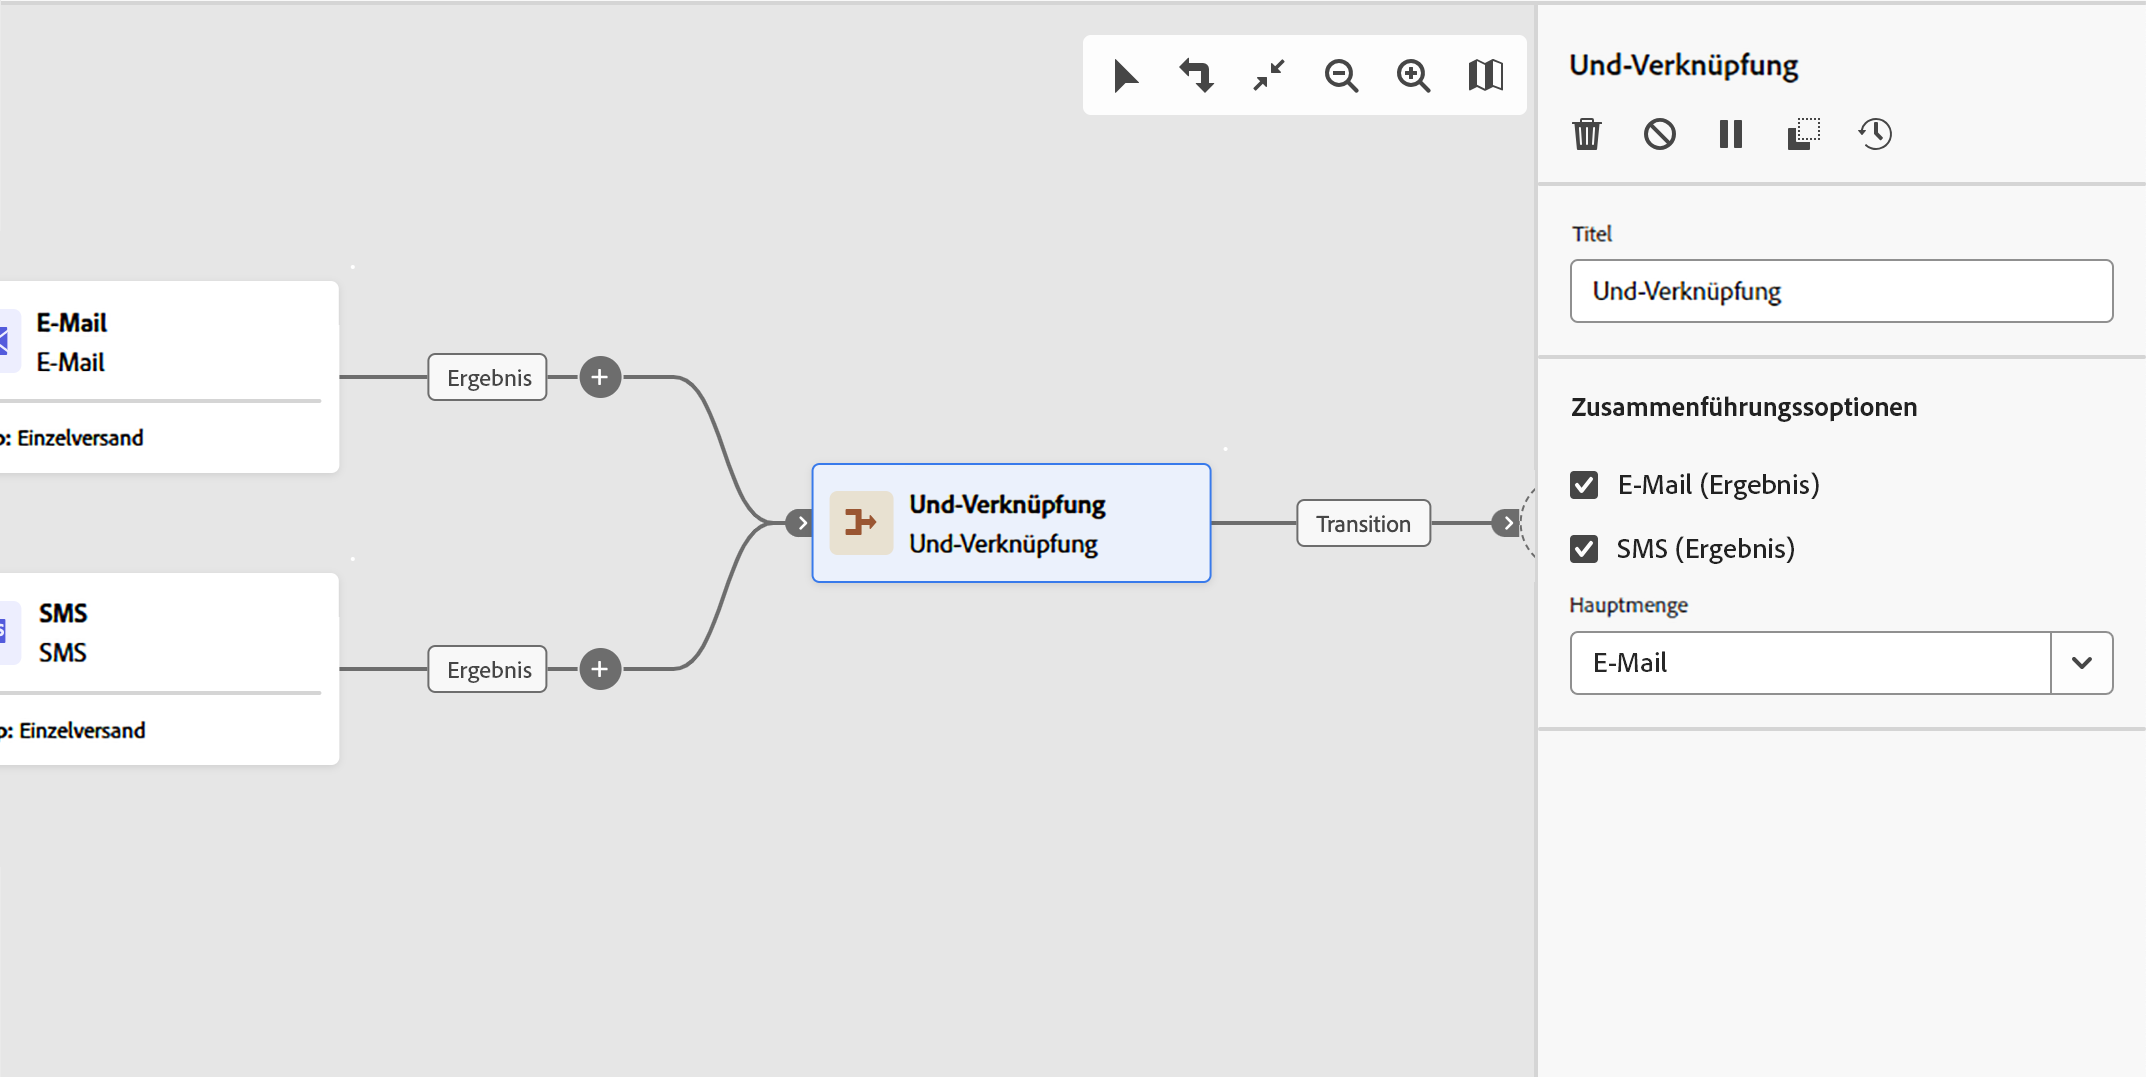 Und-Verknüpfung
Titel
Und-Verknüpfung
Zusammenführungssoptionen
E-Mail (Ergebnis)
SMS (Ergebnis)
Hauptmenge
E-Mail
E-Mail
E-Mail
Einzelversand
Ergebnis
SMS
SMS
Einzelversand
Ergebnis
Und-Verknüpfung
Und-Verknüpfung
Transition